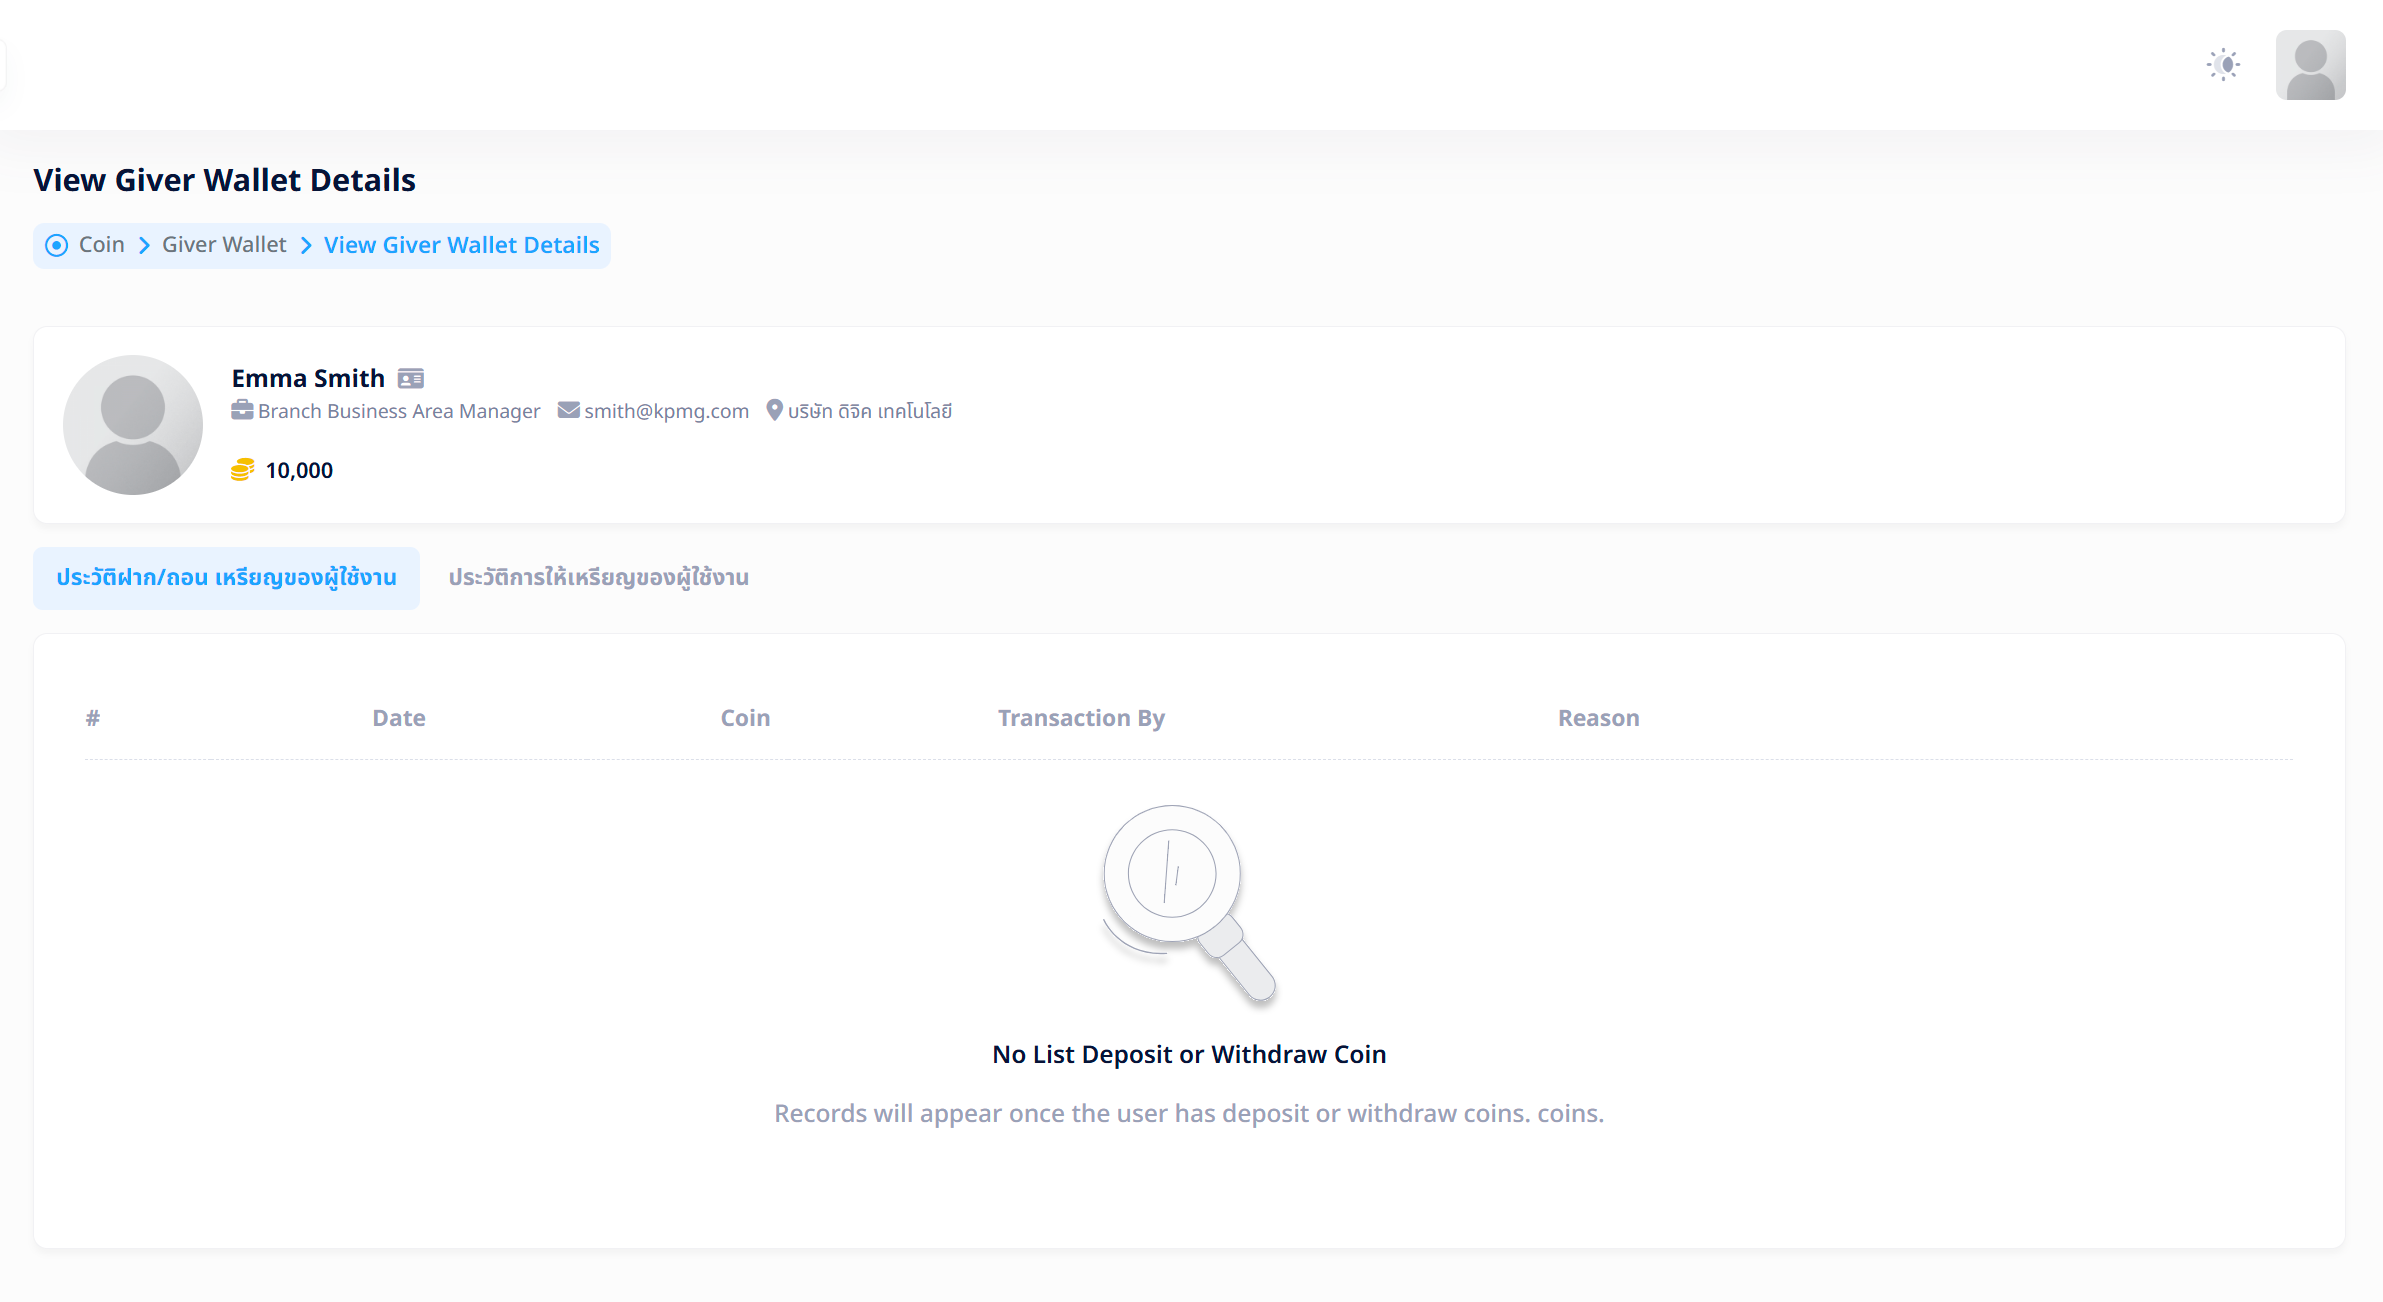 View Giver Wallet Details
Coin > Giver Wallet > View Giver Wallet Details
Emma Smith
Branch Business Area Manager smith@kpmg.com บริษัท ดิจิค เทคโนโลยี
10,000
ประวัติฝาก/ถอน เหรียญของผู้ใช้งาน ประวัติการให้เหรียญของผู้ใช้งาน
# Date Coin Transaction By Reason
No List Deposit or Withdraw Coin
Records will appear once the user has deposit or withdraw coins. coins.